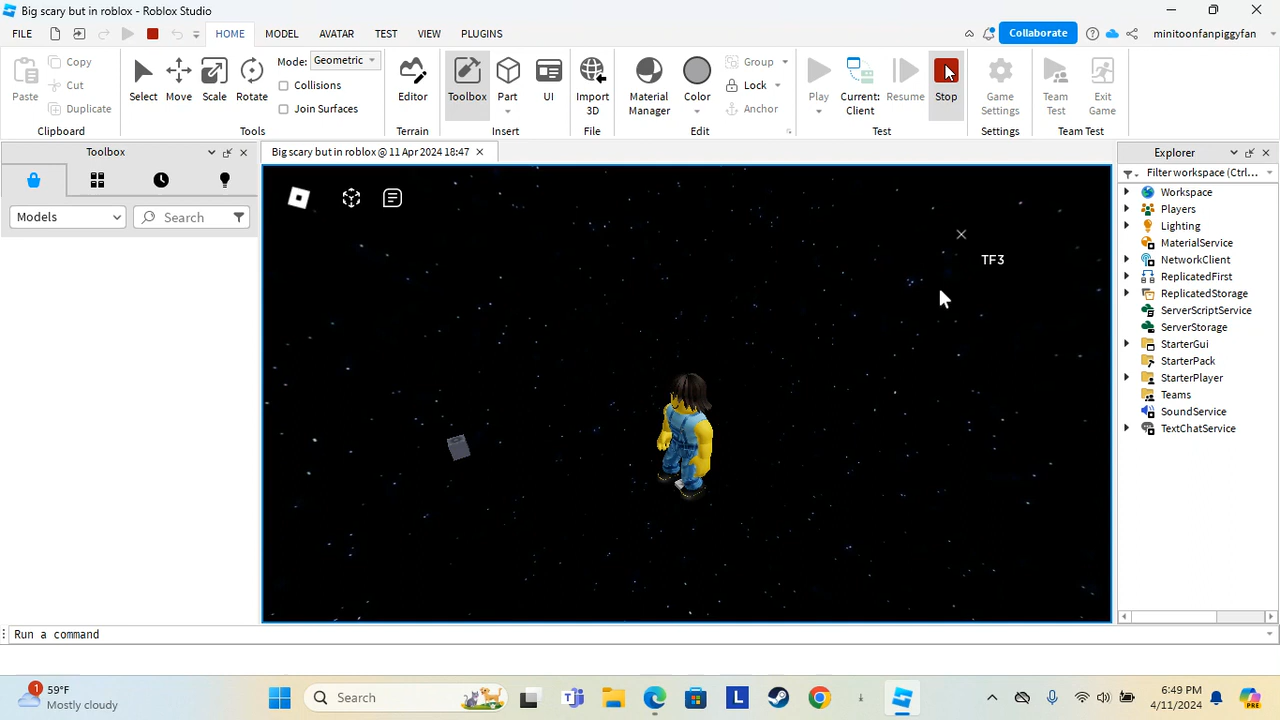 Big scary but in roblox - Roblox Studio
FILE HOME MODEL AVATAR TEST VIEW PLUGINS Collaborate minitoonfanpiggyfan
Paste Copy Cut Duplicate Clipboard
Select Move Scale Rotate Mode: Geometric Collisions Join Surfaces Tools
Editor Terrain
Toolbox Part UI Insert
Import 3D File
Material Manager Color Group Lock Anchor Edit
Play Current: Client Resume Stop Test
Game Settings Settings
Team Test Exit Game Team Test
Toolbox
Models Search
Big scary but in roblox @ 11 Apr 2024 18:47
TF3
Explorer
Filter workspace (Ctrl...
Workspace
Players
Lighting
MaterialService
NetworkClient
ReplicatedFirst
ReplicatedStorage
ServerScriptService
ServerStorage
StarterGui
StarterPack
StarterPlayer
Teams
SoundService
TextChatService
Run a command
1 59°F
Mostly cloudy
Search
L
PRE
6:49 PM
4/11/2024